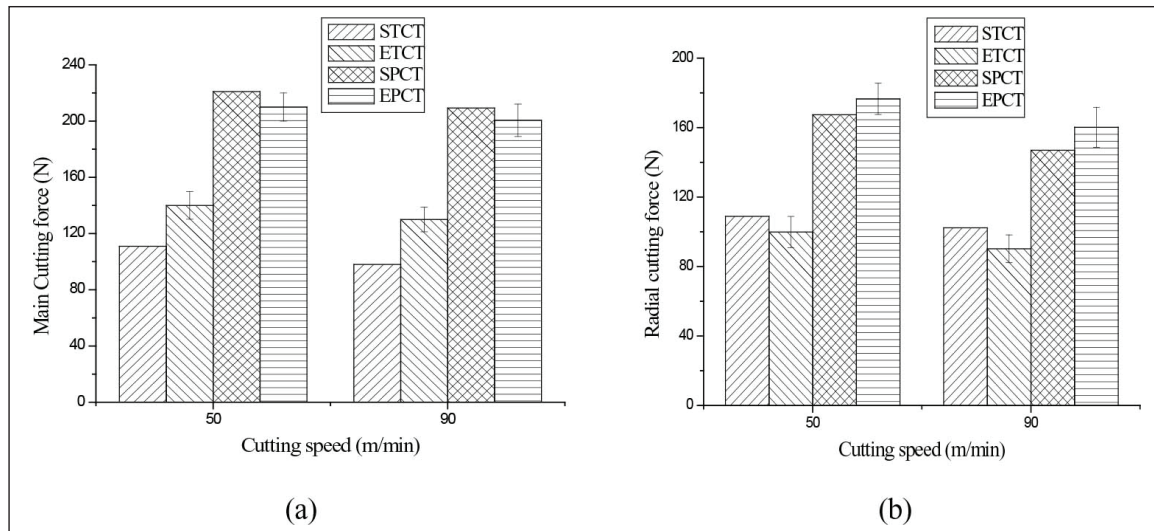 STCT
ETCT
SPCT
EPCT
240
200
160
120
80
40
0
Main Cutting force (N)
50
90
Cutting speed (m/min)
(a)
STCT
ETCT
SPCT
EPCT
200
160
120
80
40
0
Radial cutting force (N)
50
90
Cutting speed (m/min)
(b)